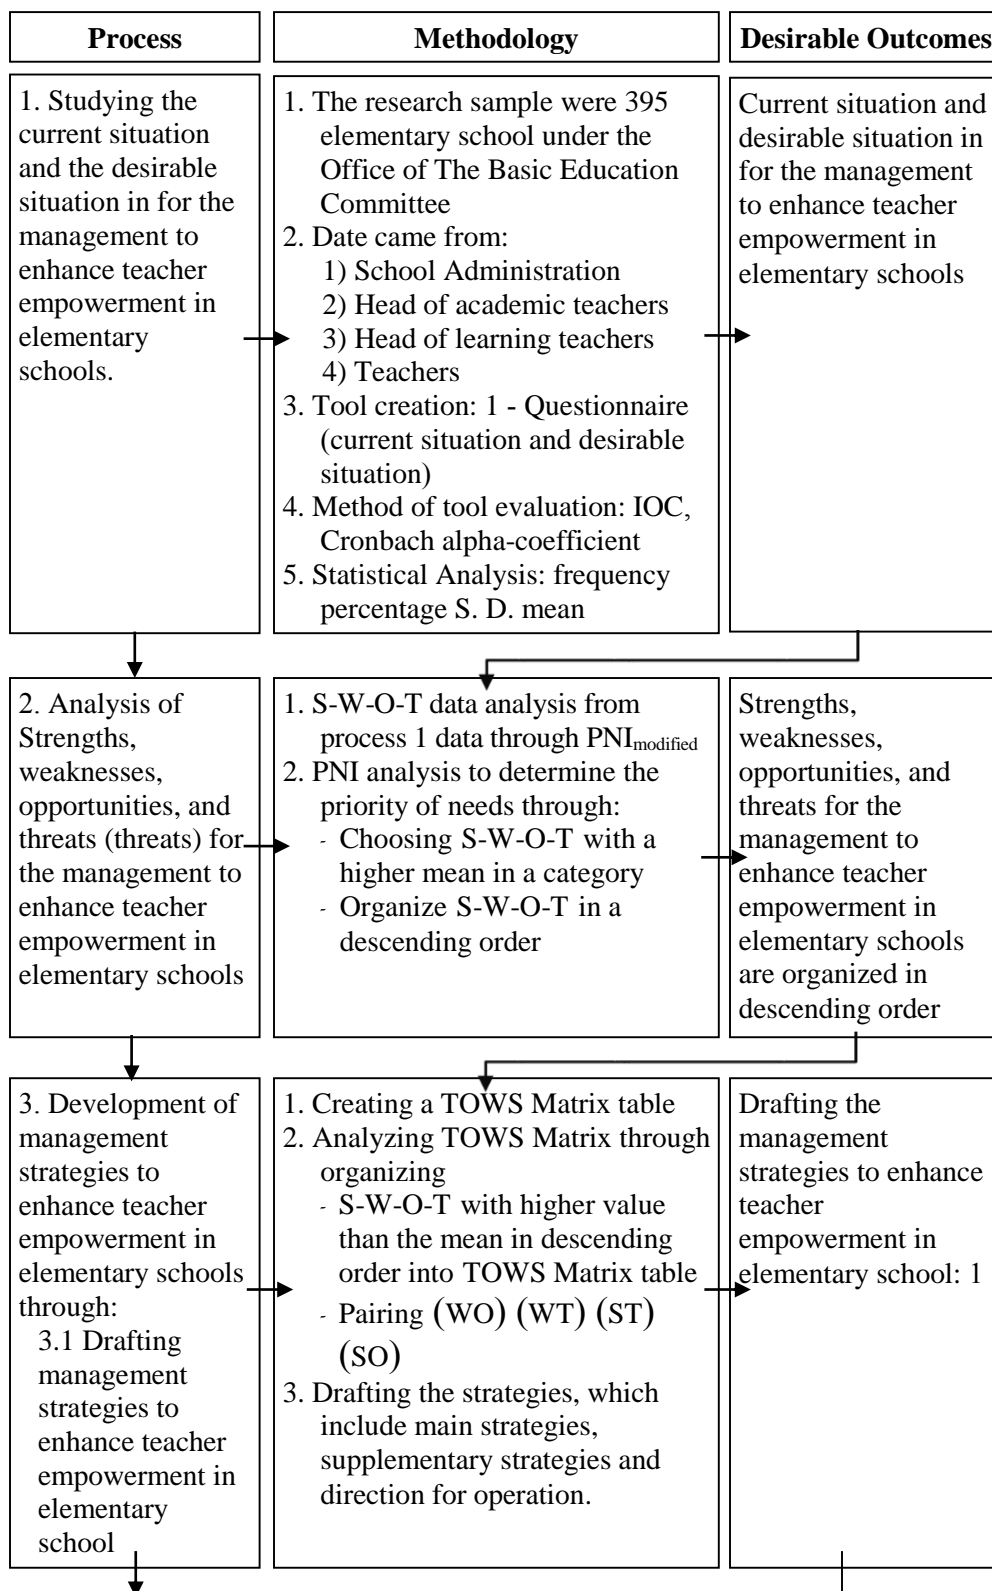 Process
Methodology
Desirable Outcomes
1. Studying the
current situation
and the desirable
situation in for the
management to
enhance teacher
empowerment in
elementary
schools.
1. The research sample were 395
elementary school under the
Office of The Basic Education
Committee
2. Date came from:
1) School Administration
2) Head of academic teachers
3) Head of learning teachers
4) Teachers
3. Tool creation: 1 - Questionnaire
(current situation and desirable
situation)
4. Method of tool evaluation: IOC,
Cronbach alpha-coefficient
5. Statistical Analysis: frequency
percentage S. D. mean
Current situation and
desirable situation in
for the management
to enhance teacher
empowerment in
elementary schools
2. Analysis of
Strengths,
weaknesses,
opportunities, and
threats (threats) for
the management to
enhance teacher
empowerment in
elementary schools
1. S-W-O-T data analysis from
process 1 data through PNImodified
2. PNI analysis to determine the
priority of needs through:
- Choosing S-W-O-T with a
higher mean in a category
- Organize S-W-O-T in a
descending order
Strengths,
weaknesses,
opportunities, and
threats for the
management to
enhance teacher
empowerment in
elementary schools
are organized in
descending order
3. Development of
management
strategies to
enhance teacher
empowerment in
elementary schools
through:
3.1 Drafting
management
strategies to
enhance teacher
empowerment in
elementary
school
1. Creating a TOWS Matrix table
2. Analyzing TOWS Matrix through
organizing
- S-W-O-T with higher value
than the mean in descending
order into TOWS Matrix table
- Pairing (WO) (WT) (ST)
(SO)
3. Drafting the strategies, which
include main strategies,
supplementary strategies and
direction for operation.
Drafting the
management
strategies to enhance
teacher
empowerment in
elementary school: 1